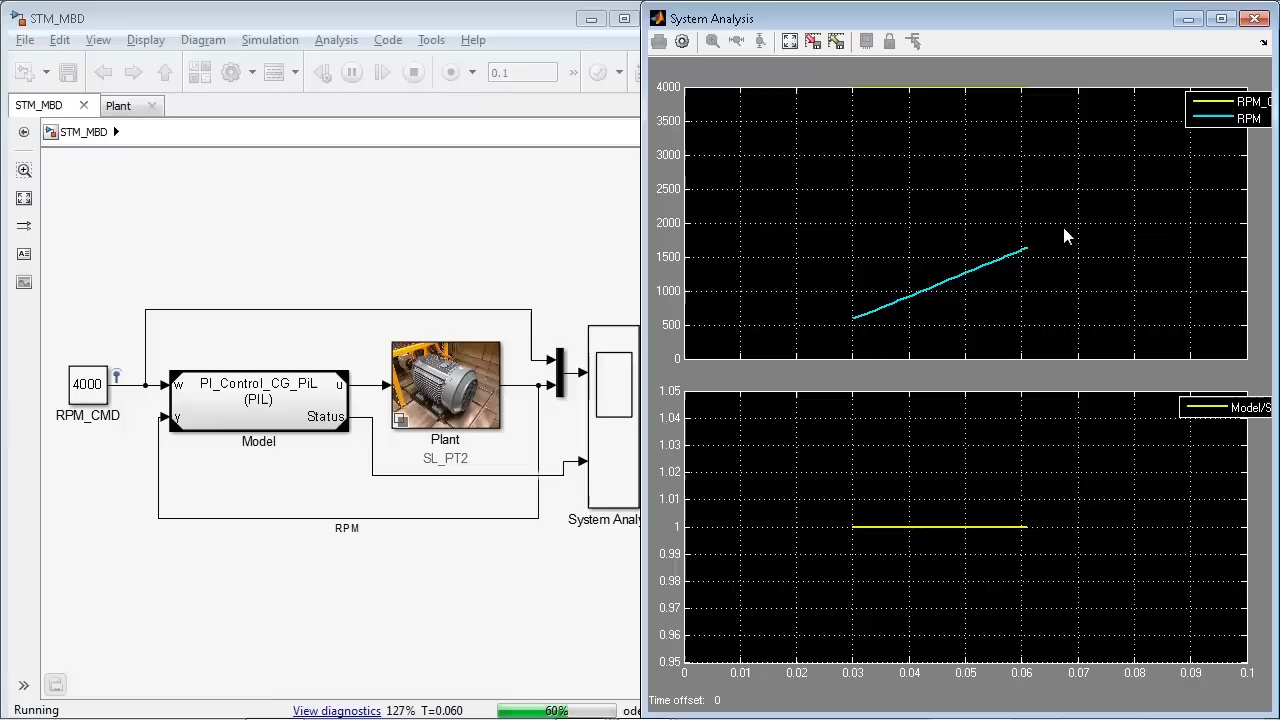 STM_MBD
File Edit View Display Diagram Simulation Analysis Code Tools Help
0.1
STM_MBD
Plant
STM_MBD
4000
RPM_CMD
w
PI_Control_CG_PiL
(PIL)
u
y
Status
Model
Plant
SL_PT2
RPM
Running
View diagnostics 127% T=0.060
60%
System Analysis
4000
3500
3000
2500
2000
1500
1000
500
0
RPM
1.05
1.04
1.03
1.02
1.01
1
0.99
0.98
0.97
0.96
0.95
0 0.01 0.02 0.03 0.04 0.05 0.06 0.07 0.08 0.09 0.1
Model/S
Time offset: 0